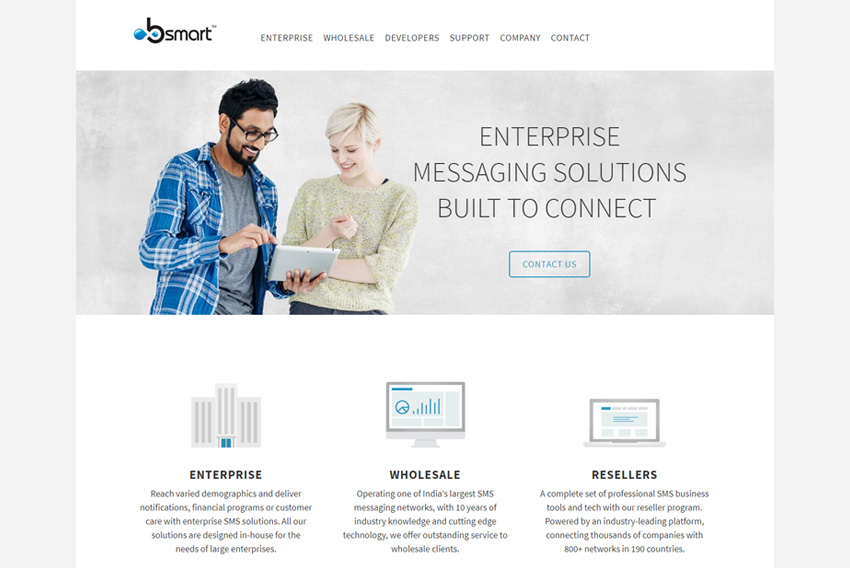 bsmart™
ENTERPRISE WHOLESALE DEVELOPERS SUPPORT COMPANY CONTACT
ENTERPRISE
MESSAGING SOLUTIONS
BUILT TO CONNECT
CONTACT US
ENTERPRISE
Reach varied demographics and deliver
notifications, financial programs or customer
care with enterprise SMS solutions. All our
solutions are designed in-house for the
needs of large enterprises.
WHOLESALE
Operating one of India's largest SMS
messaging networks, with 10 years of
industry knowledge and cutting edge
technology, we offer outstanding service to
wholesale clients.
RESELLERS
A complete set of professional SMS business
tools and tech with our reseller program.
Powered by an industry-leading platform,
connecting thousands of companies with
800+ networks in 190 countries.